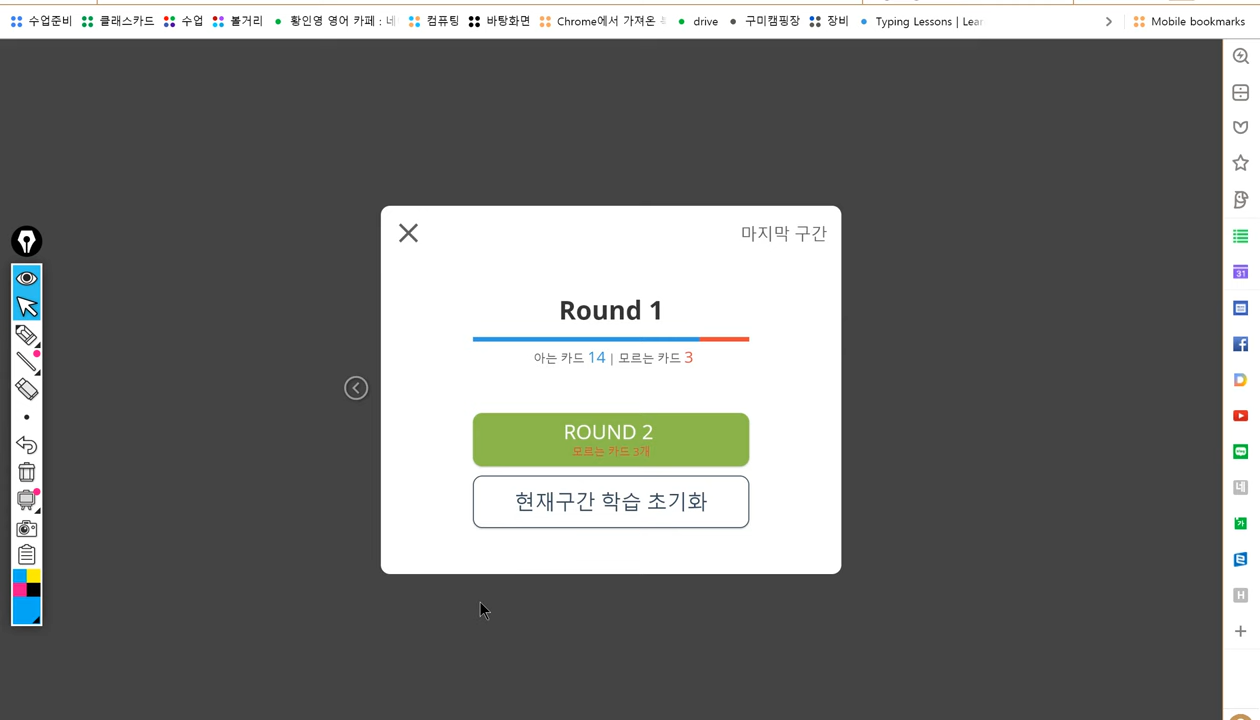 수업준비 클래스카드 수업 볼거리 황인영 영어 카페 : 네 컴퓨팅 바탕화면 Chrome에서 가져온 drive 구미캠핑장 장비 Typing Lessons | Lear Mobile bookmarks
마지막 구간
Round 1
아는 카드 14 | 모르는 카드 3
ROUND 2
모르는 카드 3개
현재구간 학습 초기화
31
네
가
H